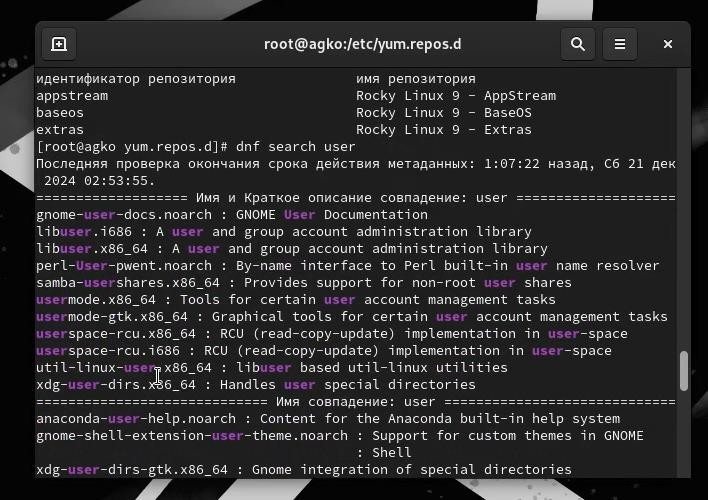 root@agko:/etc/yum.repos.d
идентификатор репозитория имя репозитория
appstream Rocky Linux 9 - AppStream
baseos Rocky Linux 9 - BaseOS
extras Rocky Linux 9 - Extras
[root@agko yum.repos.d]# dnf search user
Последняя проверка окончания срока действия метаданных: 1:07:22 назад, Сб 21 дек
2024 02:53:55.
=================== Имя и Краткое описание совпадение: user ====================
gnome-user-docs.noarch : GNOME User Documentation
libuser.i686 : A user and group account administration library
libuser.x86_64 : A user and group account administration library
perl-User-pwent.noarch : By-name interface to Perl built-in user name resolver
samba-usershares.x86_64 : Provides support for non-root user shares
usermode.x86_64 : Tools for certain user account management tasks
usermode-gtk.x86_64 : Graphical tools for certain user account management tasks
userspace-rcu.x86_64 : RCU (read-copy-update) implementation in user-space
userspace-rcu.i686 : RCU (read-copy-update) implementation in user-space
util-linux-user.x86_64 : libuser based util-linux utilities
xdg-user-dirs.x86_64 : Handles user special directories
=========================== Имя совпадение: user ===========================
anaconda-user-help.noarch : Content for the Anaconda built-in help system
gnome-shell-extension-user-theme.noarch : Support for custom themes in GNOME
: Shell
xdg-user-dirs-gtk.x86_64 : Gnome integration of special directories